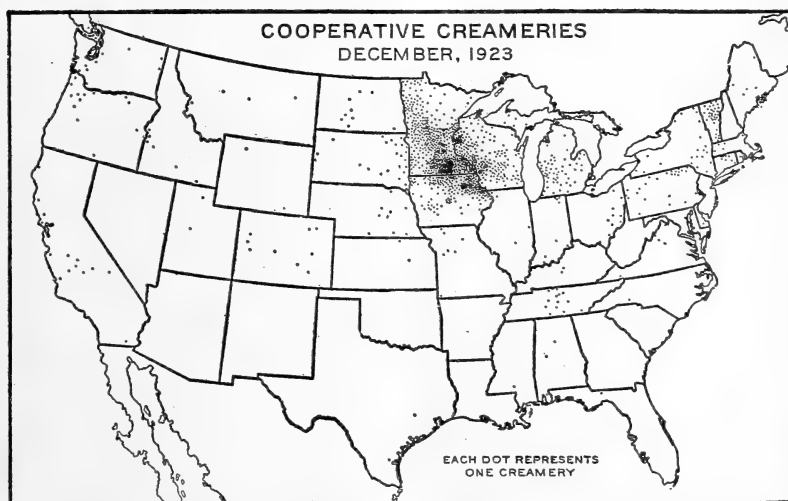 COOPERATIVE CREAMERIES
DECEMBER, 1923
EACH DOT REPRESENTS
ONE CREAMERY